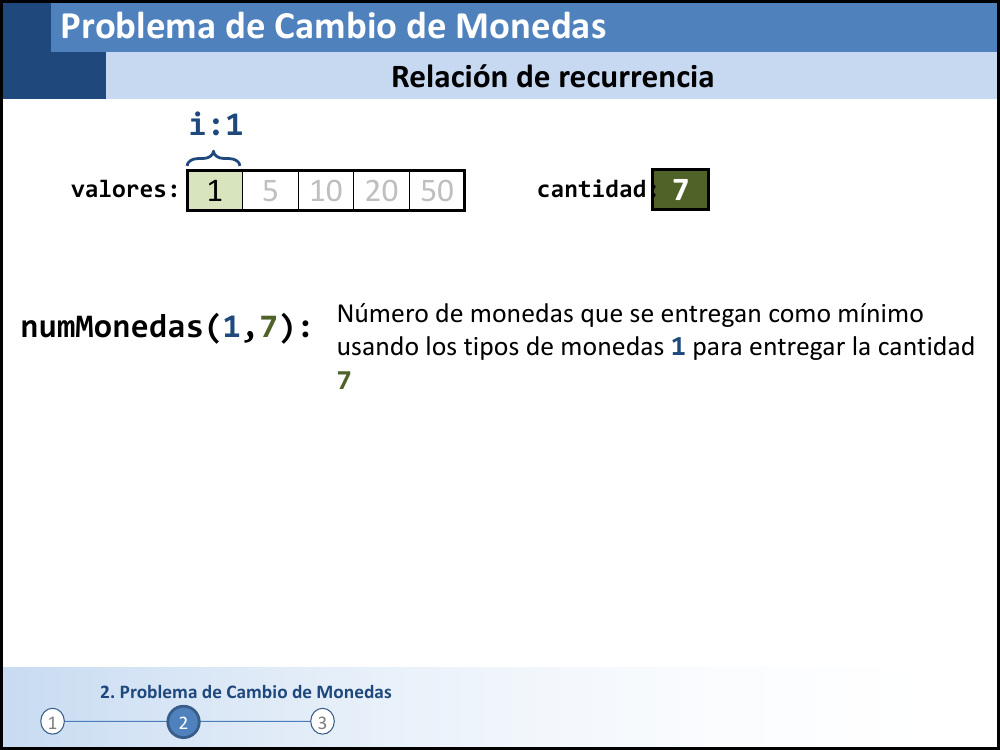 Problema de Cambio de Monedas
Relación de recurrencia
i:1
valores: 1 5 10 20 50 cantidad: 7
numMonedas(1,7): Número de monedas que se entregan como mínimo
usando los tipos de monedas 1 para entregar la cantidad
7
2. Problema de Cambio de Monedas
1 2 3